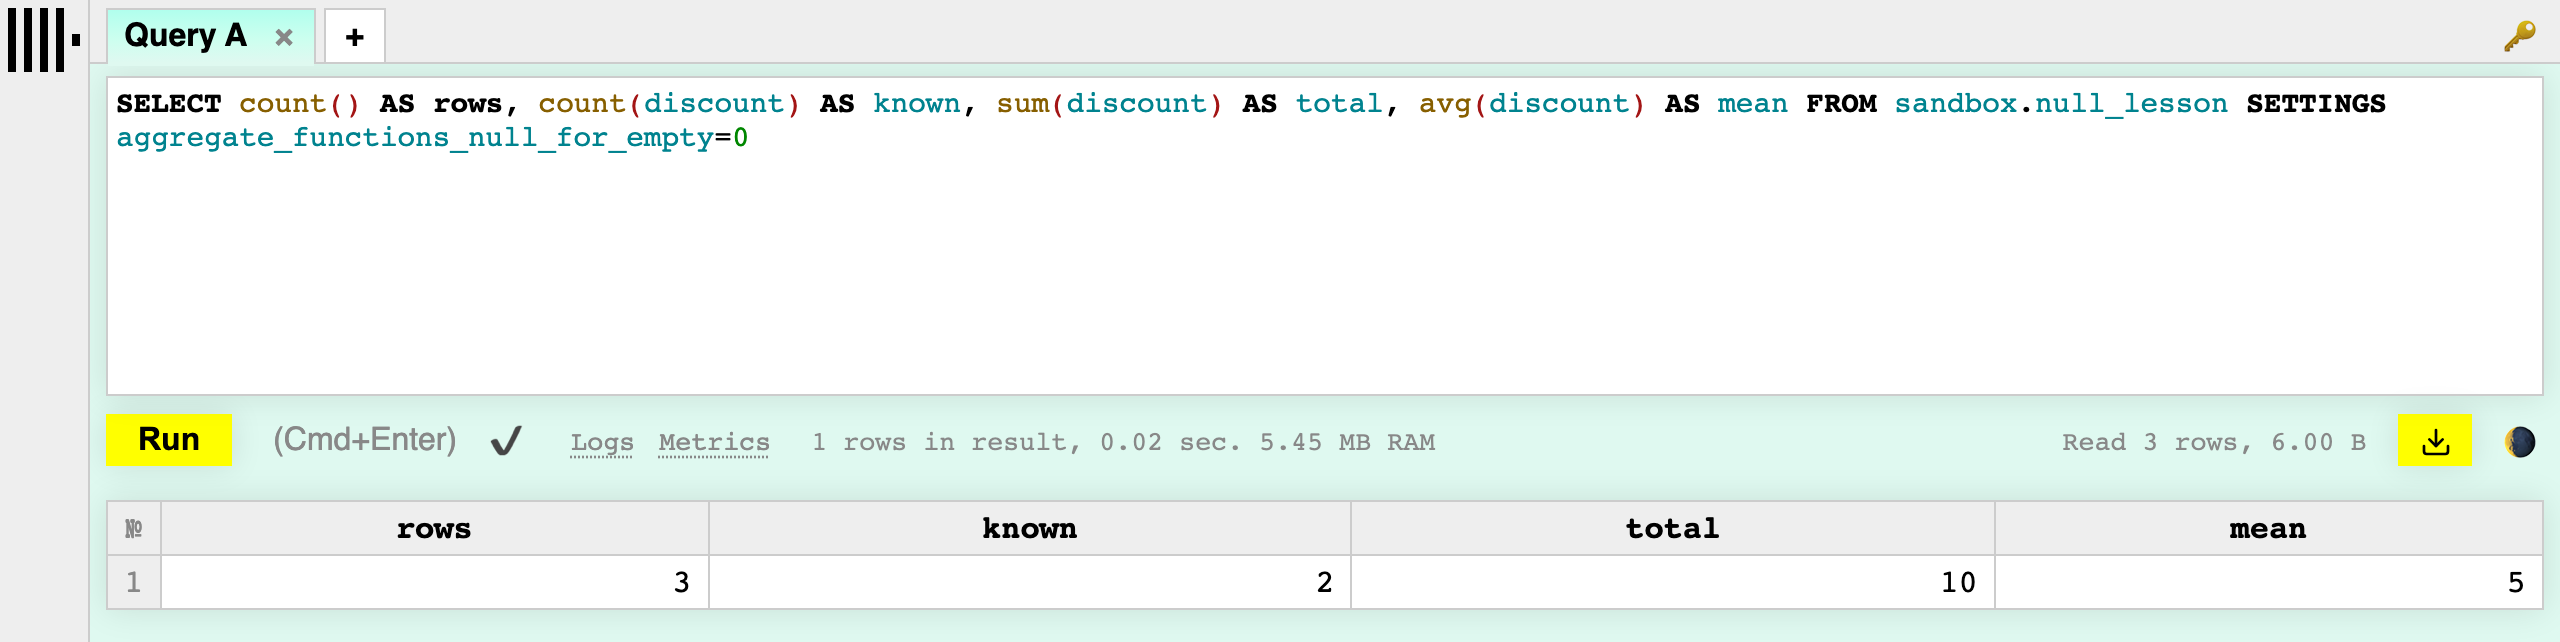 Query A × +
SELECT count() AS rows, count(discount) AS known, sum(discount) AS total, avg(discount) AS mean FROM sandbox.null_lesson SETTINGS
aggregate_functions_null_for_empty=0
Run (Cmd+Enter) ✔ Logs Metrics 1 rows in result, 0.02 sec. 5.45 MB RAM Read 3 rows, 6.00 B
№ rows known total mean
1 3 2 10 5